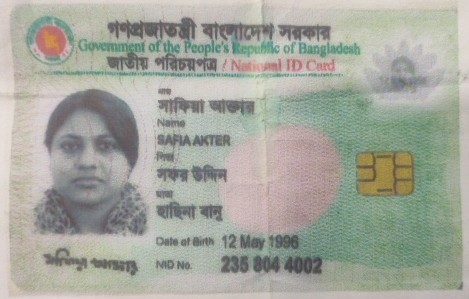 গণপ্রজাতন্ত্রী বাংলাদেশ সরকার
Government of the People's Republic of Bangladesh
জাতীয় পরিচয়পত্র / National ID Card
নাম
সাফিয়া আক্তার
Name
SAFIA AKTER
পিতা
সফর উদ্দিন
মাতা
হাছিনা বানু
Date of Birth 12 May 1996
NID No. 235 804 4002